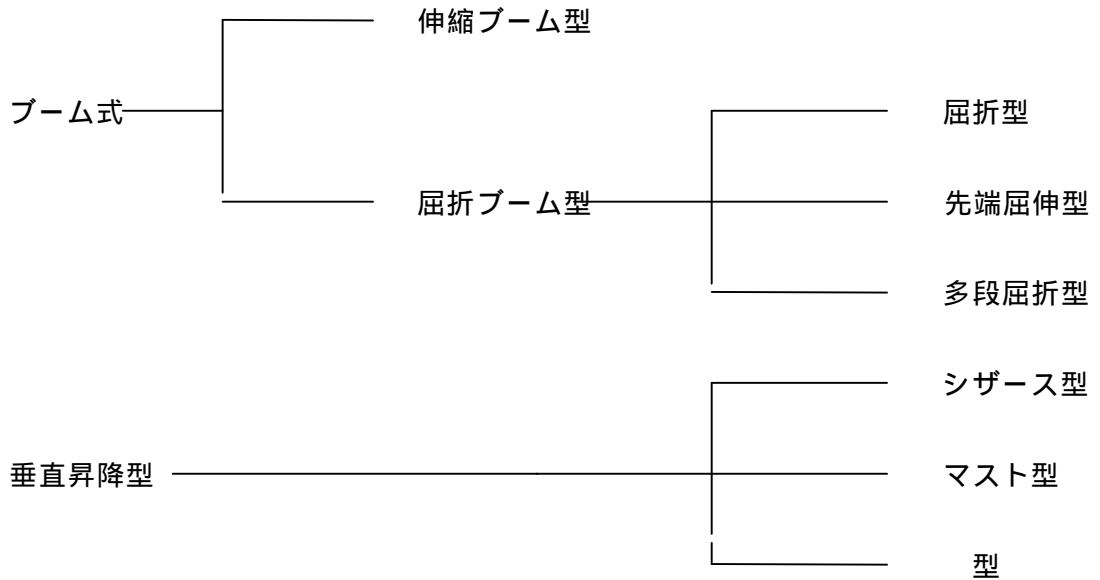 伸縮ブーム型
ブーム式
屈折型
屈折ブーム型
先端屈伸型
多段屈折型
シザース型
垂直昇降型
マスト型
型